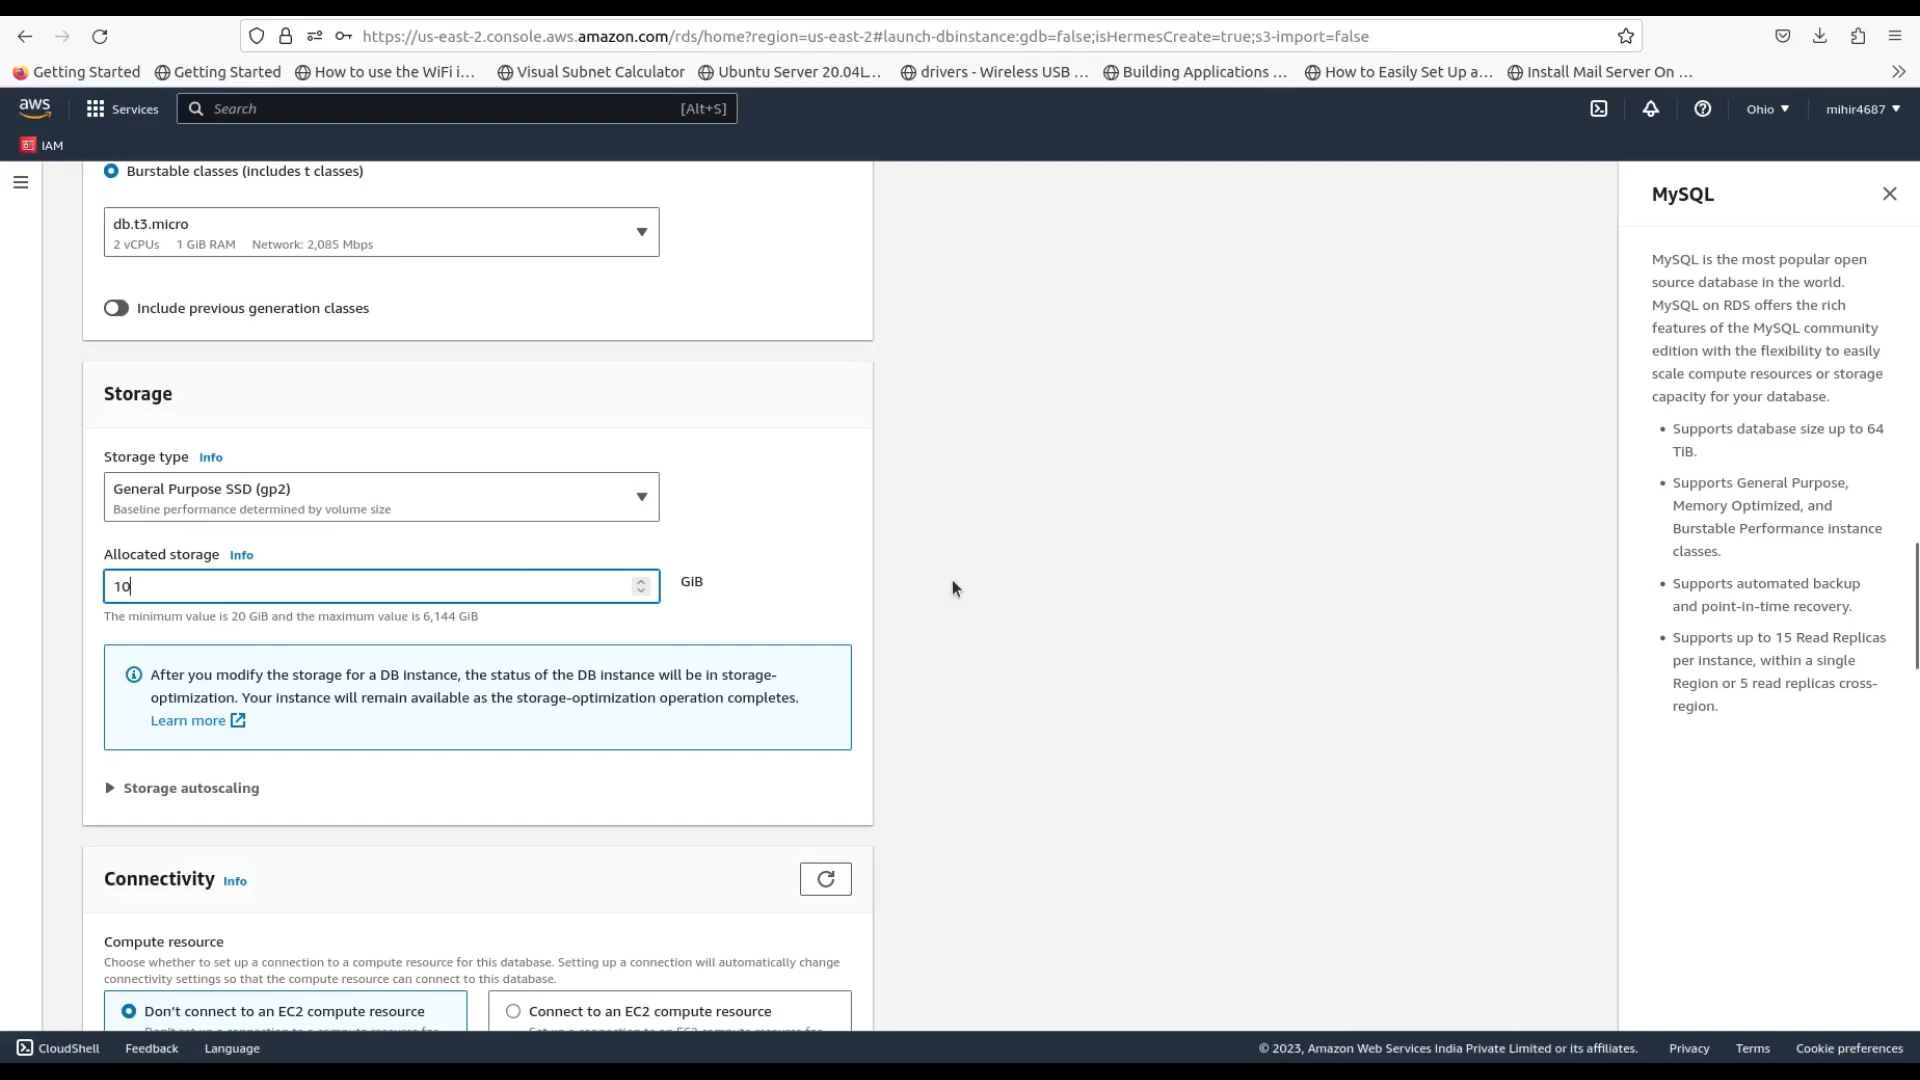 https://us-east-2.console.aws.amazon.com/rds/home?region=us-east-2#launch-dbinstance:gdb=false;isHermesCreate=true;s3-import=false
Getting Started
Getting Started
How to use the WiFi i…
Visual Subnet Calculator
Ubuntu Server 20.04L…
drivers - Wireless USB …
Building Applications …
How to Easily Set Up a…
Install Mail Server On …
aws
Services
Search
[Alt+S]
Ohio
mihir4687
IAM
Burstable classes (includes t classes)
db.t3.micro
2 vCPUs 1 GiB RAM Network: 2,085 Mbps
Include previous generation classes
Storage
Storage type Info
General Purpose SSD (gp2)
Baseline performance determined by volume size
Allocated storage Info
10
GiB
The minimum value is 20 GiB and the maximum value is 6,144 GiB
After you modify the storage for a DB instance, the status of the DB instance will be in storage-
optimization. Your instance will remain available as the storage-optimization operation completes.
Learn more
Storage autoscaling
Connectivity Info
Compute resource
Choose whether to set up a connection to a compute resource for this database. Setting up a connection will automatically change
connectivity settings so that the compute resource can connect to this database.
Don't connect to an EC2 compute resource
Connect to an EC2 compute resource
MySQL
MySQL is the most popular open
source database in the world.
MySQL on RDS offers the rich
features of the MySQL community
edition with the flexibility to easily
scale compute resources or storage
capacity for your database.
• Supports database size up to 64
TiB.
• Supports General Purpose,
Memory Optimized, and
Burstable Performance instance
classes.
• Supports automated backup
and point-in-time recovery.
• Supports up to 15 Read Replicas
per instance, within a single
Region or 5 read replicas cross-
region.
CloudShell
Feedback
Language
© 2023, Amazon Web Services India Private Limited or its affiliates.
Privacy
Terms
Cookie preferences